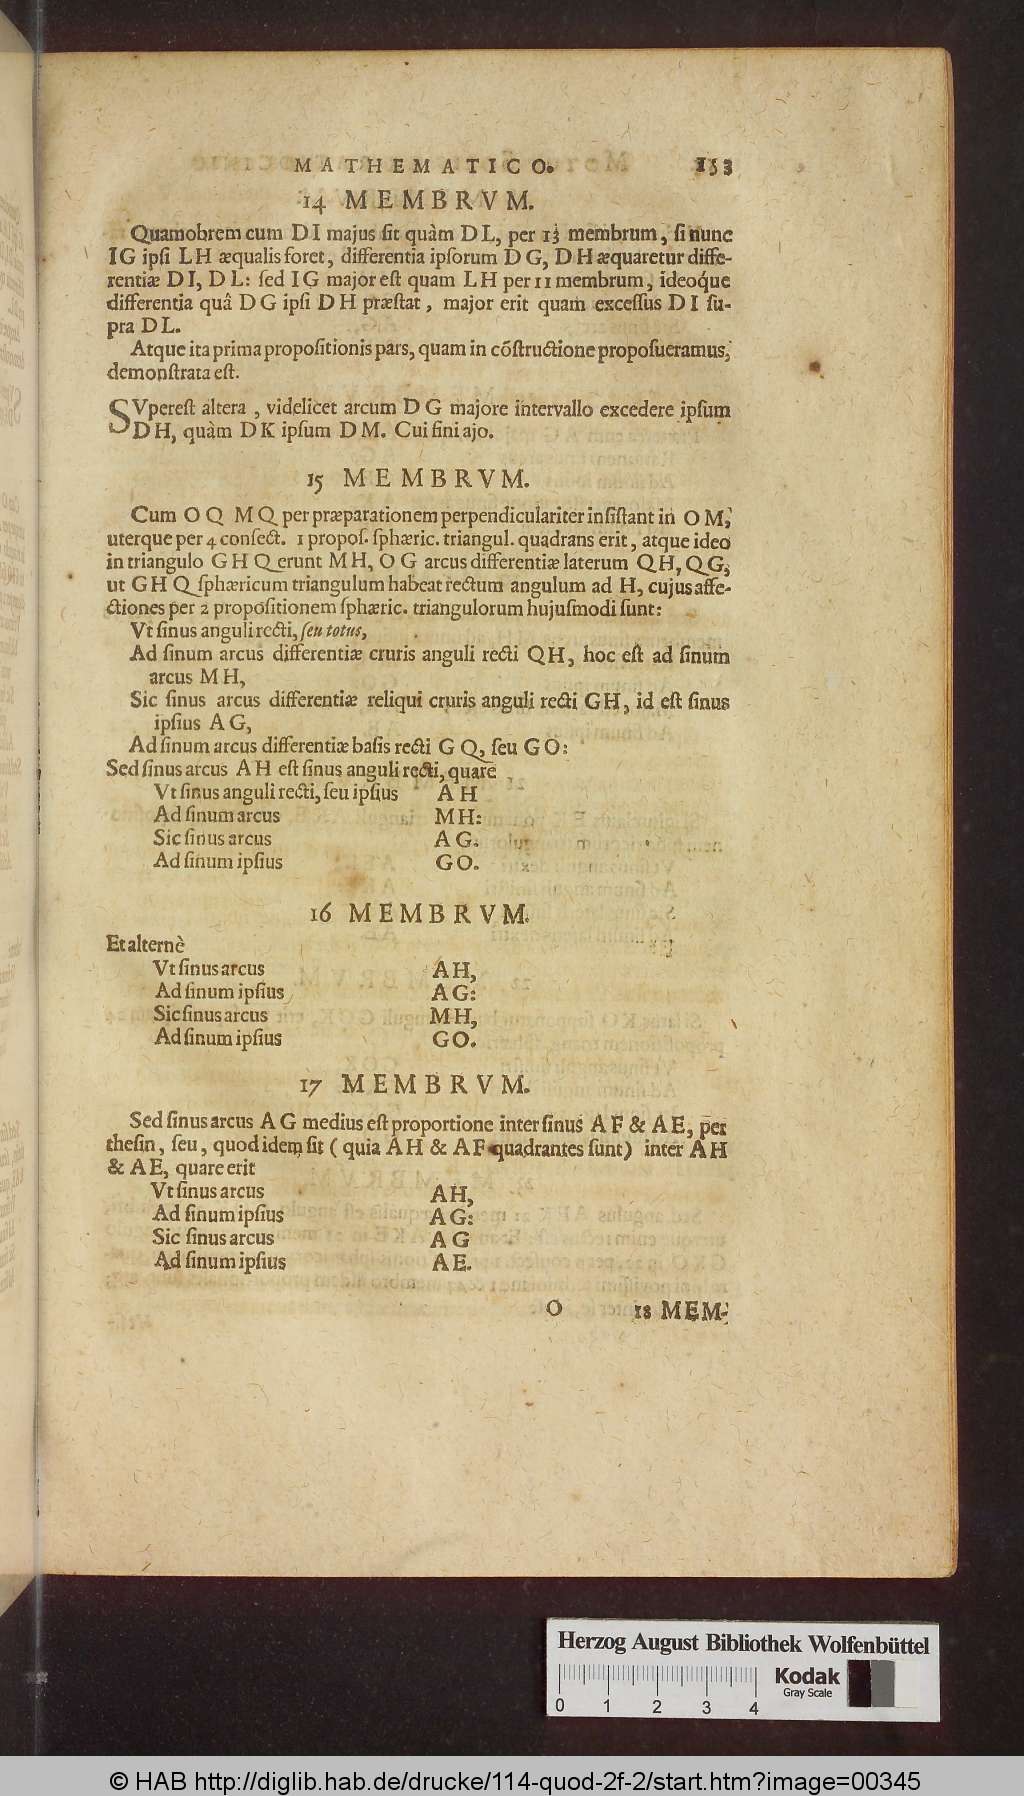 MATHEMATICO. 153
14 MEMBRVM.
Quamobrem cum DI majus ſit quàm DL, per 13 membrum, ſi nunc
IG ipſi LH æqualis foret, differentia ipſorum DG, DH æquaretur diffe-
rentiæ DI, DL: ſed IG major eſt quam LH per 11 membrum, ideoque
differentia quâ DG ipſi DH præſtat, major erit quam exceſſus DI ſu-
pra DL.
Atque ita prima propoſitionis pars, quam in cõſtructione propoſueramus,
demonſtrata eſt.
SVpereſt altera, videlicet arcum DG majore intervallo excedere ipſum
DH, quàm DK ipſum DM. Cui fini ajo.
15 MEMBRVM.
Cum OQ MQ per præparationem perpendiculariter inſiſtant in OM,
uterque per 4 conſect. 1 propoſ. ſphæric. triangul. quadrans erit, atque ideo
in triangulo GHQ erunt MH, OG arcus differentiæ laterum QH, QG,
ut GHQ ſphæricum triangulum habeat rectum angulum ad H, cujus affe-
ctiones per 2 propoſitionem ſphæric. triangulorum hujuſmodi ſunt:
Vt ſinus anguli recti, ſeu totus,
Ad ſinum arcus differentiæ cruris anguli recti QH, hoc eſt ad ſinum
arcus MH,
Sic ſinus arcus differentiæ reliqui cruris anguli recti GH, id eſt ſinus
ipſius AG,
Ad ſinum arcus differentiæ baſis recti GQ, ſeu GO:
Sed ſinus arcus AH eſt ſinus anguli recti, quare
Vt ſinus anguli recti, ſeu ipſius AH
Ad ſinum arcus MH:
Sic ſinus arcus AG.
Ad ſinum ipſius GO.
16 MEMBRVM.
Et alternè
Vt ſinus arcus AH,
Ad ſinum ipſius AG:
Sic ſinus arcus MH,
Ad ſinum ipſius GO.
17 MEMBRVM.
Sed ſinus arcus AG medius eſt proportione inter ſinus AF & AE, per
theſin, ſeu, quod idem ſit (quia AH & AF quadrantes ſunt) inter AH
& AE, quare erit
Vt ſinus arcus AH,
Ad ſinum ipſius AG:
Sic ſinus arcus AG
Ad ſinum ipſius AE.
O 18 MEM-
Herzog August Bibliothek Wolfenbüttel
Kodak
Gray Scale
0 1 2 3 4
© HAB http://diglib.hab.de/drucke/114-quod-2f-2/start.htm?image=00345